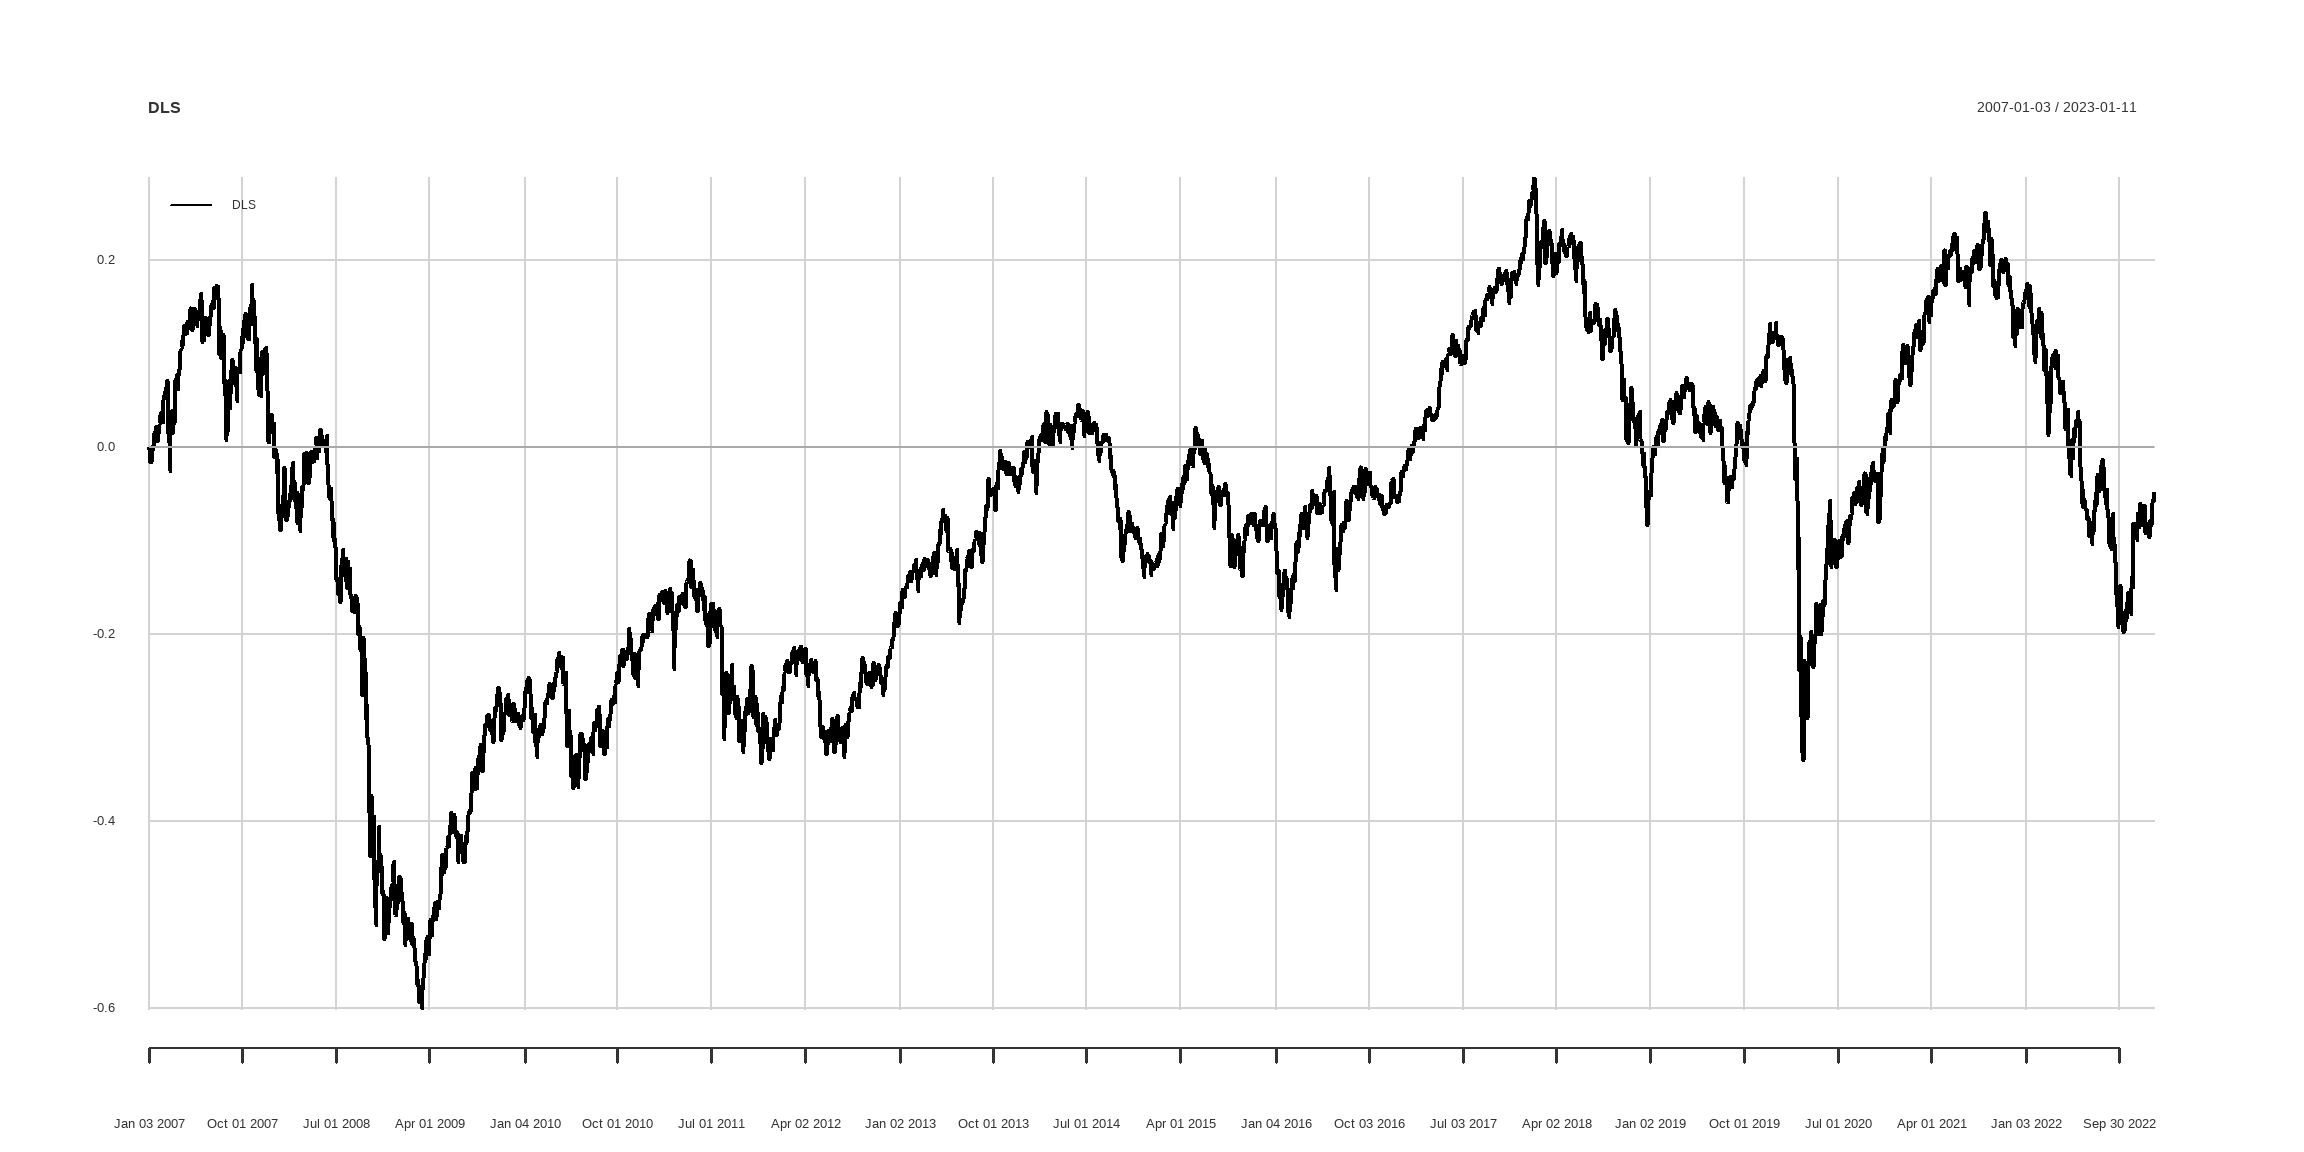 DLS
2007-01-03 / 2023-01-11
DLS
0.2
0.0
-0.2
-0.4
-0.6
Jan 03 2007 Oct 01 2007 Jul 01 2008 Apr 01 2009 Jan 04 2010 Oct 01 2010 Jul 01 2011 Apr 02 2012 Jan 02 2013 Oct 01 2013 Jul 01 2014 Apr 01 2015 Jan 04 2016 Oct 03 2016 Jul 03 2017 Apr 02 2018 Jan 02 2019 Oct 01 2019 Jul 01 2020 Apr 01 2021 Jan 03 2022 Sep 30 2022